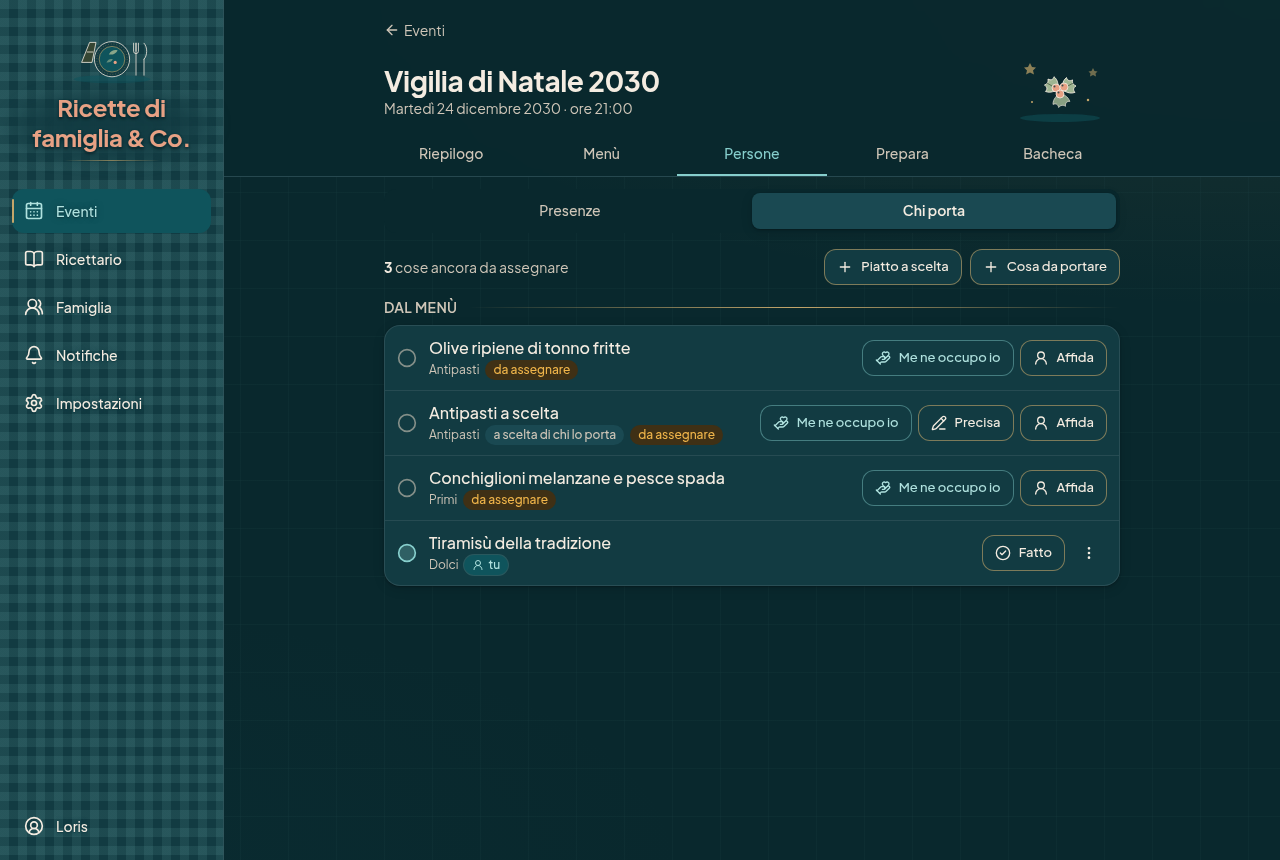 Ricette di
famiglia & Co.
Eventi
Ricettario
Famiglia
Notifiche
Impostazioni
Loris
Eventi
Vigilia di Natale 2030
Martedì 24 dicembre 2030 · ore 21:00
Riepilogo Menù Persone Prepara Bacheca
Presenze Chi porta
3 cose ancora da assegnare Piatto a scelta Cosa da portare
DAL MENÙ
Olive ripiene di tonno fritte
Antipasti da assegnare
Me ne occupo io Affida
Antipasti a scelta
Antipasti a scelta di chi lo porta da assegnare
Me ne occupo io Precisa Affida
Conchiglioni melanzane e pesce spada
Primi da assegnare
Me ne occupo io Affida
Tiramisù della tradizione
Dolci tu
Fatto